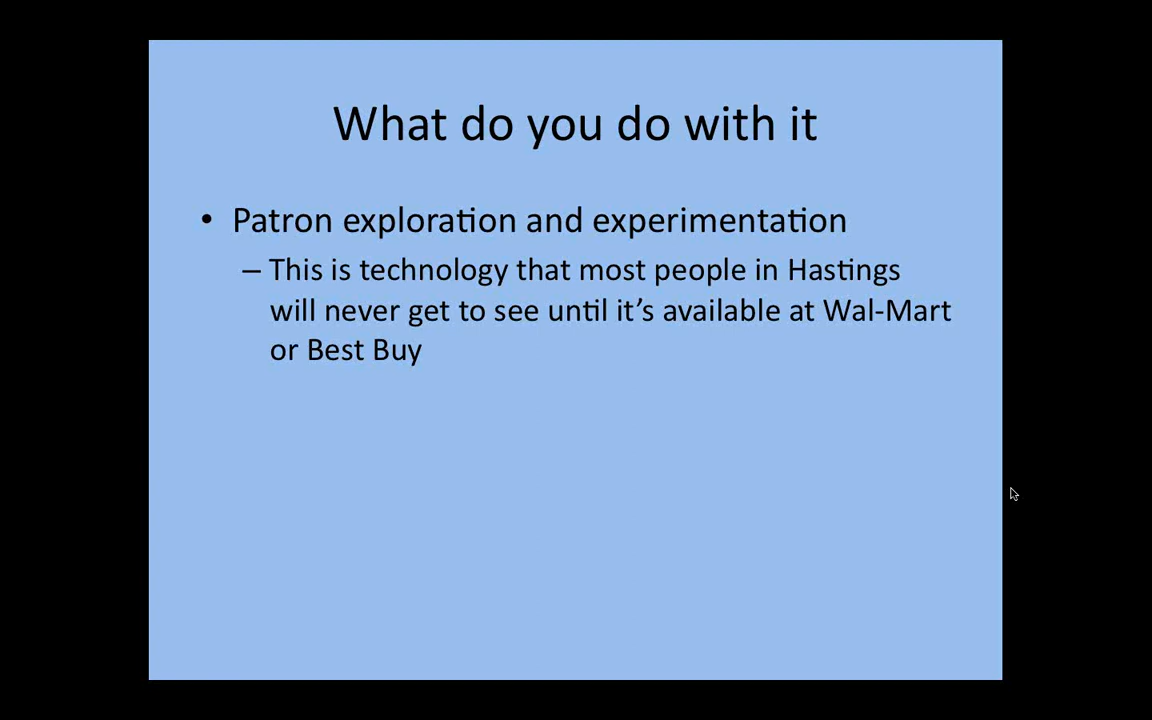 What do you do with it
• Patron exploration and experimentation
– This is technology that most people in Hastings
will never get to see until it’s available at Wal-Mart
or Best Buy